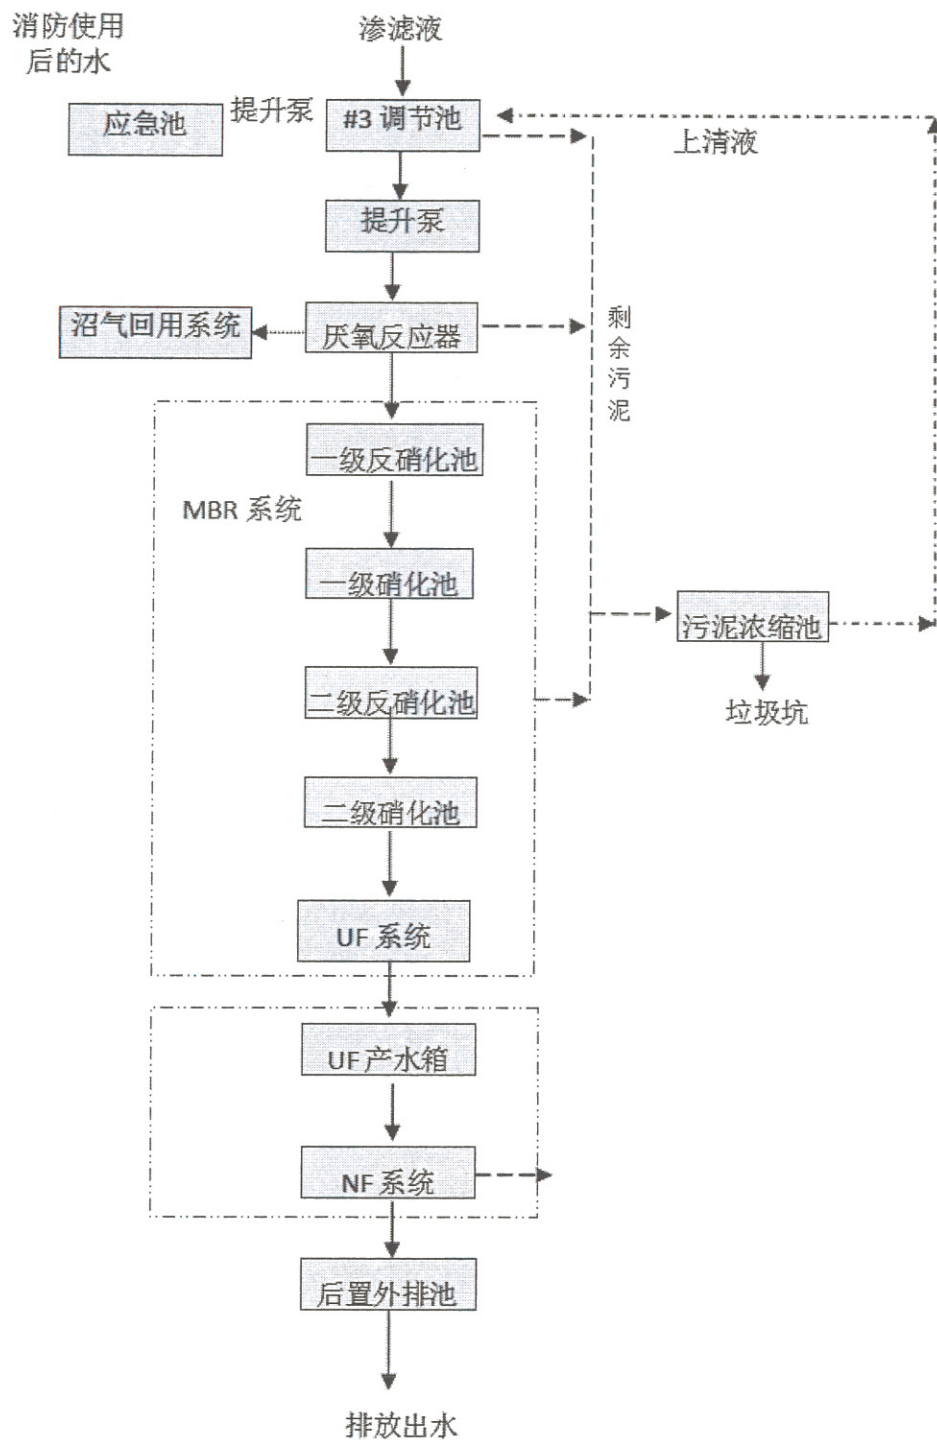 消防使用
后的水
渗滤液
应急池
提升泵
#3 调节池
上清液
提升泵
沼气回用系统
厌氧反应器
剩余污泥
一级反硝化池
MBR 系统
一级硝化池
污泥浓缩池
二级反硝化池
垃圾坑
二级硝化池
UF 系统
UF 产水箱
NF 系统
后置外排池
排放出水